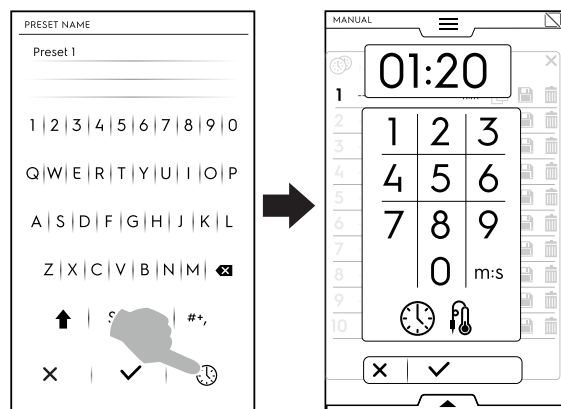 PRESET NAME
Preset 1
1 2 3 4 5 6 7 8 9 0
Q W E R T Y U I O P
A S D F G H J K L
Z X C V B N M
#+,
MANUAL
01:20
1 --
2
3
4
5
6
7
8
9
10
1 2 3
4 5 6
7 8 9
0 m:s